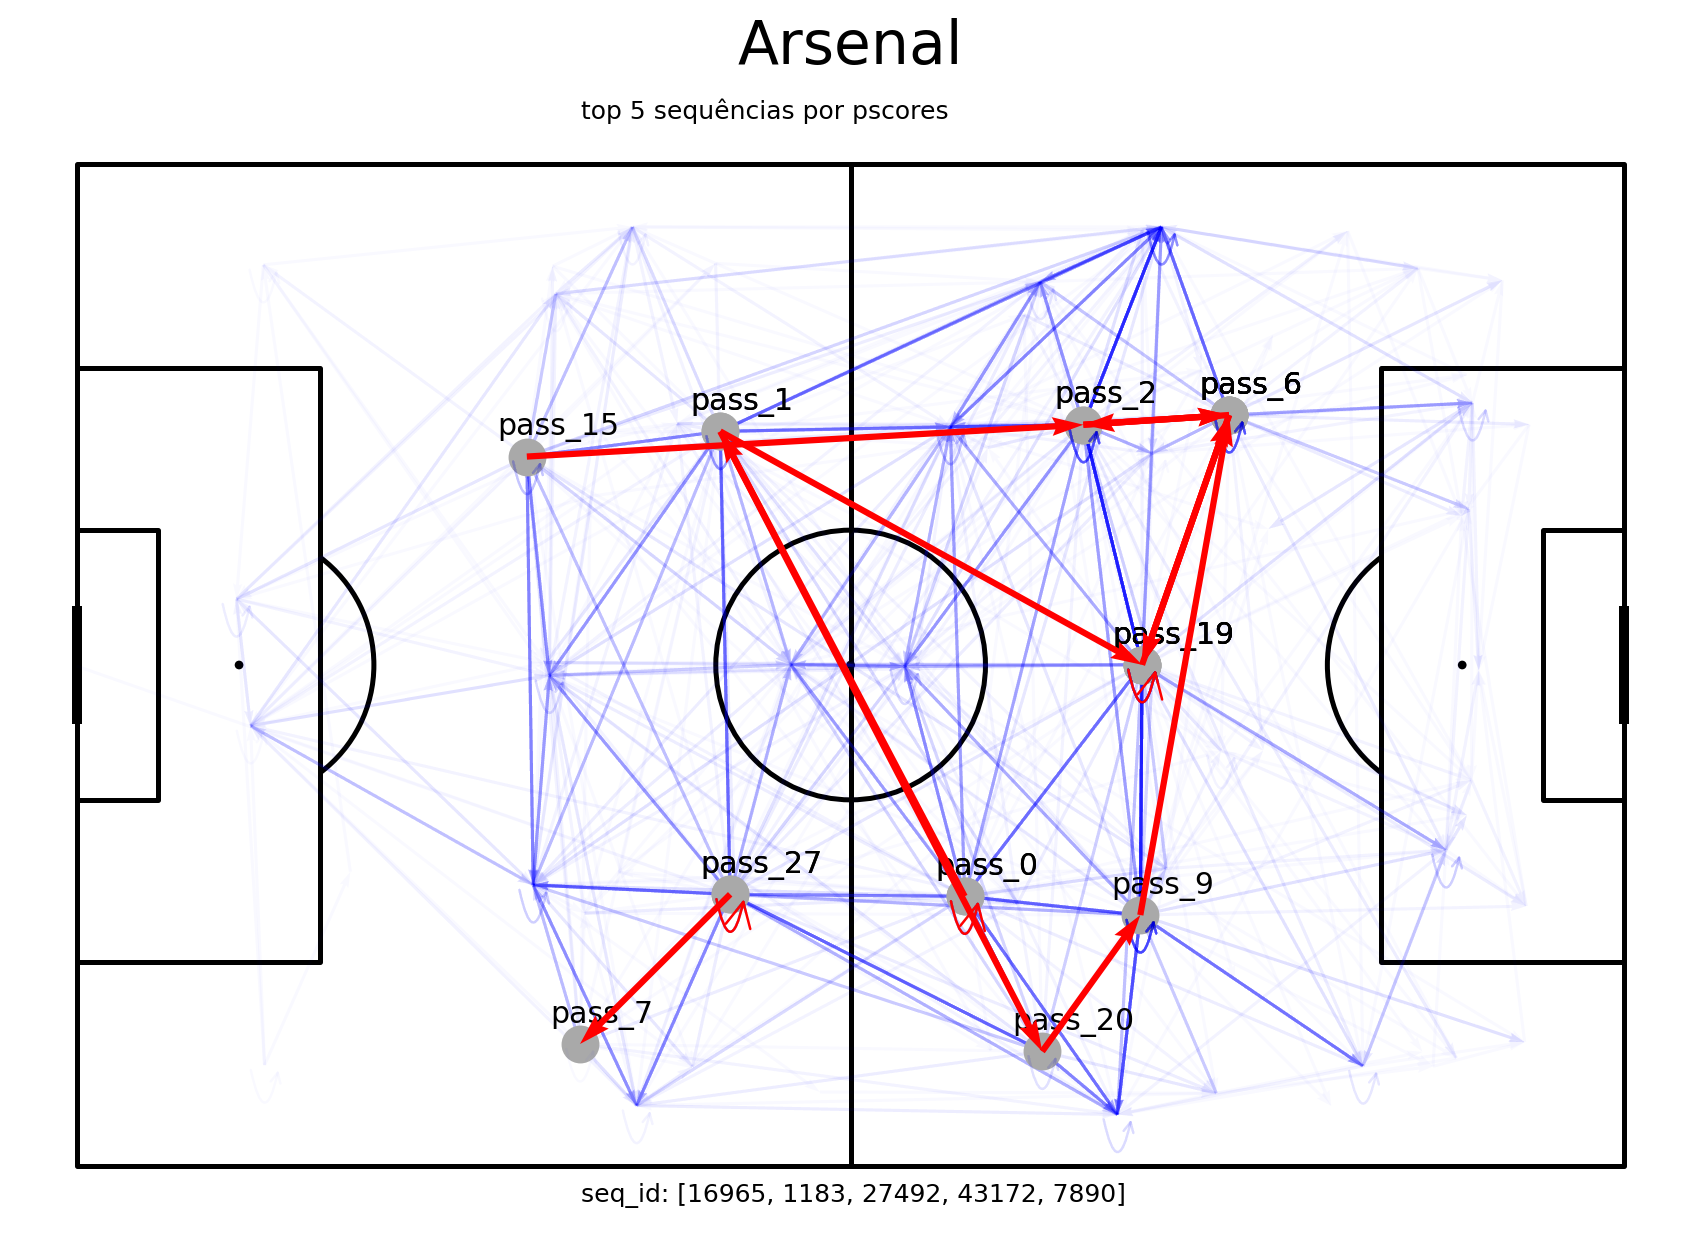 Arsenal
top 5 sequências por pscores
pass_6
pass_2
pass_1
pass_15
pass_19
pass_27
pass_0
pass_9
pass_7
pass_20
seq_id: [16965, 1183, 27492, 43172, 7890]